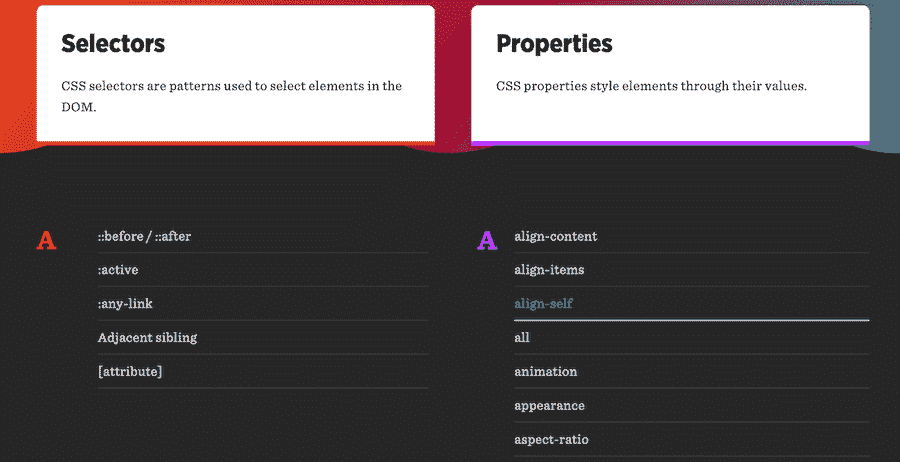 Selectors
CSS selectors are patterns used to select elements in the
DOM.
Properties
CSS properties style elements through their values.
A
::before / ::after
:active
:any-link
Adjacent sibling
[attribute]
A
align-content
align-items
align-self
all
animation
appearance
aspect-ratio